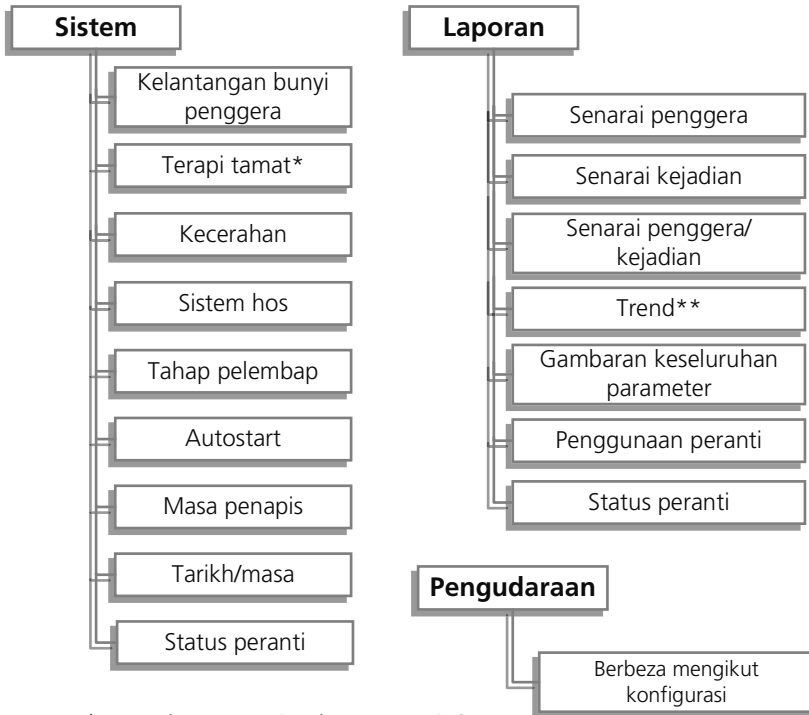 Sistem
Kelantangan bunyi
penggera
Terapi tamat*
Kecerahan
Sistem hos
Tahap pelembap
Autostart
Masa penapis
Tarikh/masa
Status peranti
Laporan
Senarai penggera
Senarai kejadian
Senarai penggera/
kejadian
Trend**
Gambaran keseluruhan
parameter
Penggunaan peranti
Status peranti
Pengudaraan
Berbeza mengikut
konfigurasi